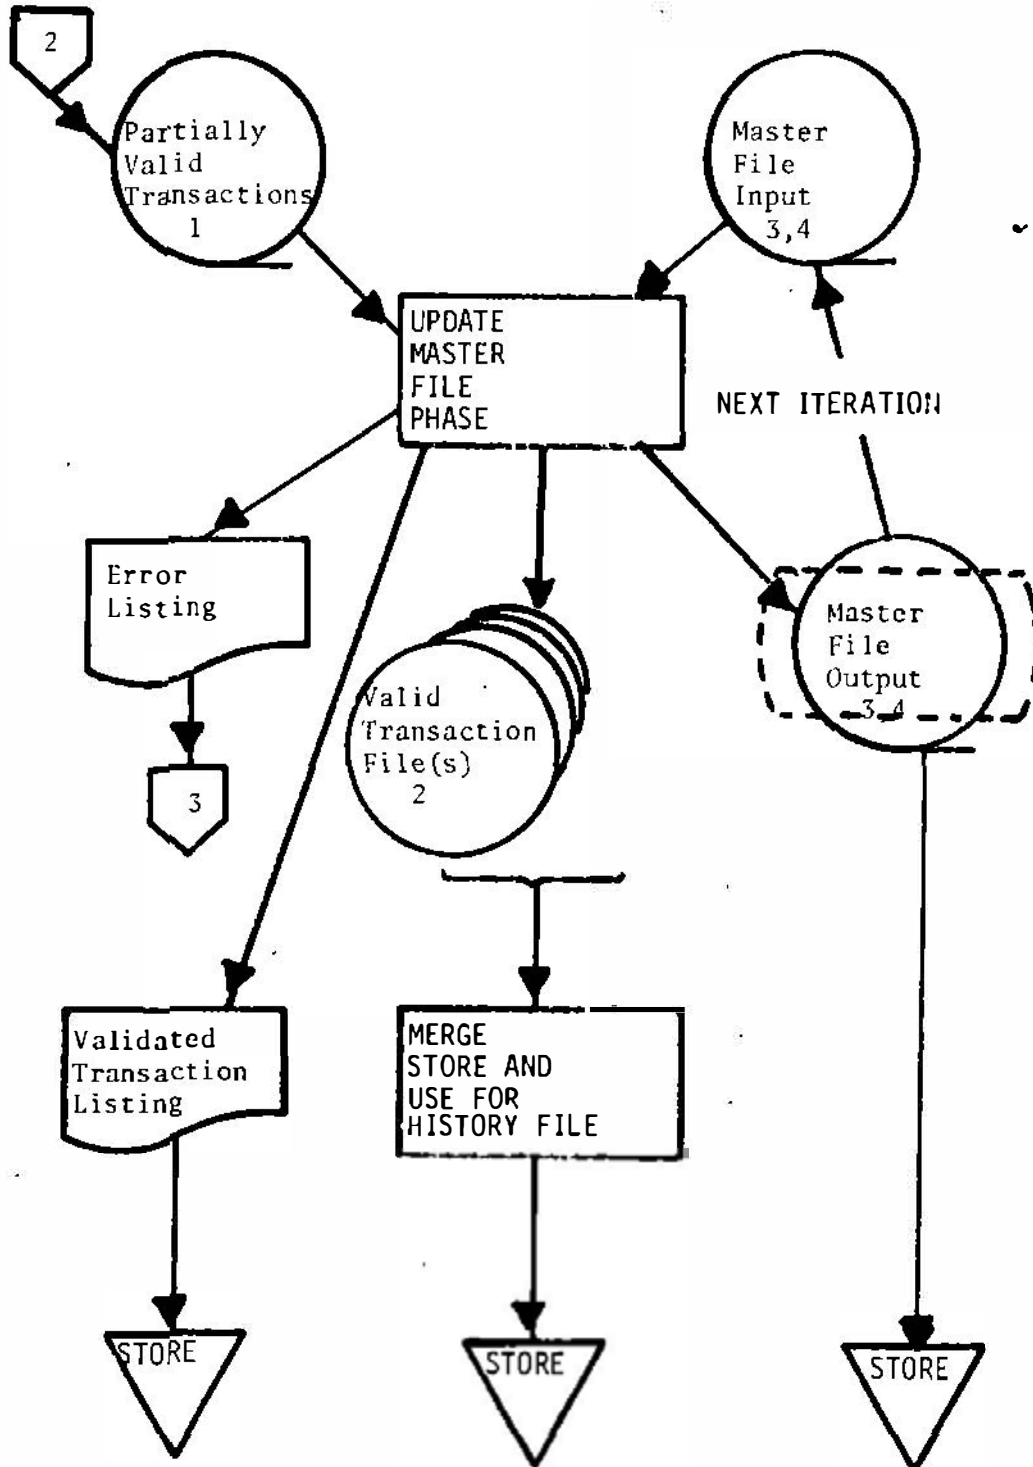 2
Partially
Valid
Transactions
1
Master
File
Input
3,4
UPDATE
MASTER
FILE
PHASE
NEXT ITERATION
Error
Listing
3
Valid
Transaction
File(s)
2
Master
File
Output
3,4
Validated
Transaction
Listing
MERGE
STORE AND
USE FOR
HISTORY FILE
STORE
STORE
STORE